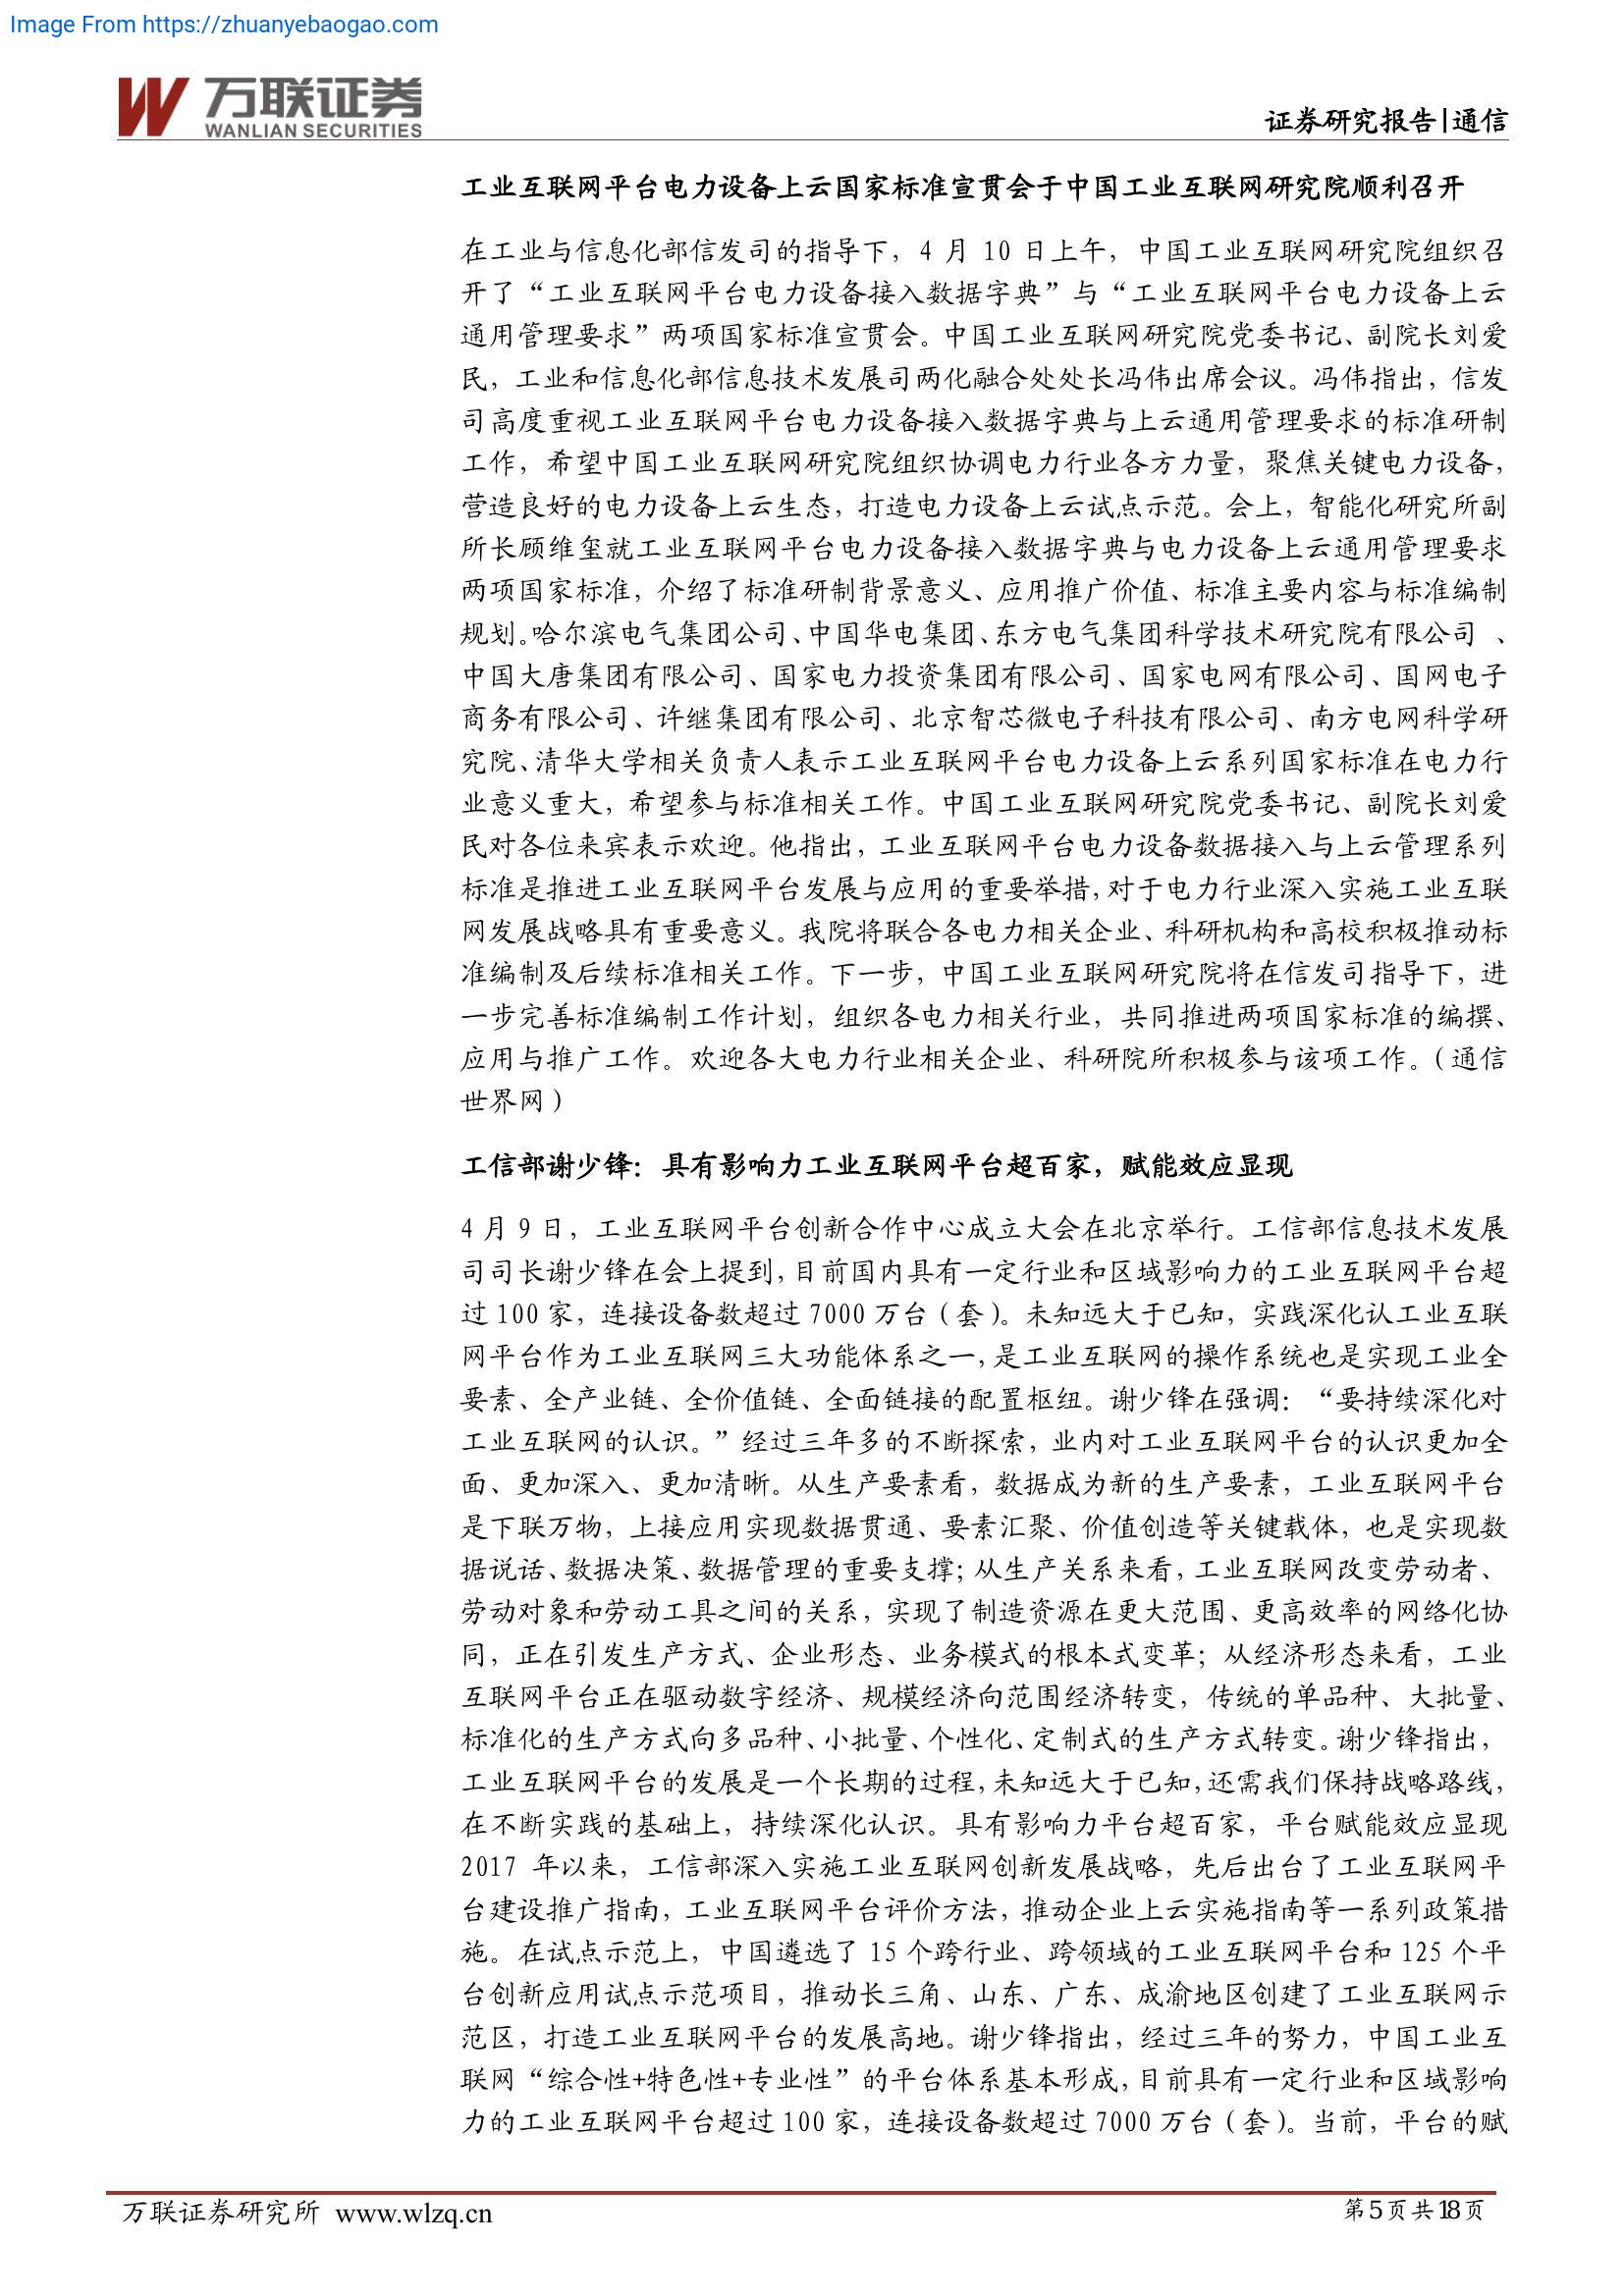 Image From https://zhuanyebaogao.com
万联证券
WANLIAN SECURITIES
证券研究报告|通信
工业互联网平台电力设备上云国家标准宣贯会于中国工业互联网研究院顺利召开
在工业与信息化部信发司的指导下，4 月 10 日上午，中国工业互联网研究院组织召
开了“工业互联网平台电力设备接入数据字典”与“工业互联网平台电力设备上云
通用管理要求”两项国家标准宣贯会。中国工业互联网研究院党委书记、副院长刘爱
民，工业和信息化部信息技术发展司两化融合处处长冯伟出席会议。冯伟指出，信发
司高度重视工业互联网平台电力设备接入数据字典与上云通用管理要求的标准研制
工作，希望中国工业互联网研究院组织协调电力行业各方力量，聚焦关键电力设备，
营造良好的电力设备上云生态，打造电力设备上云试点示范。会上，智能化研究所副
所长顾维玺就工业互联网平台电力设备接入数据字典与电力设备上云通用管理要求
两项国家标准，介绍了标准研制背景意义、应用推广价值、标准主要内容与标准编制
规划。哈尔滨电气集团公司、中国华电集团、东方电气集团科学技术研究院有限公司 、
中国大唐集团有限公司、国家电力投资集团有限公司、国家电网有限公司、国网电子
商务有限公司、许继集团有限公司、北京智芯微电子科技有限公司、南方电网科学研
究院、清华大学相关负责人表示工业互联网平台电力设备上云系列国家标准在电力行
业意义重大，希望参与标准相关工作。中国工业互联网研究院党委书记、副院长刘爱
民对各位来宾表示欢迎。他指出，工业互联网平台电力设备数据接入与上云管理系列
标准是推进工业互联网平台发展与应用的重要举措，对于电力行业深入实施工业互联
网发展战略具有重要意义。我院将联合各电力相关企业、科研机构和高校积极推动标
准编制及后续标准相关工作。下一步，中国工业互联网研究院将在信发司指导下，进
一步完善标准编制工作计划，组织各电力相关行业，共同推进两项国家标准的编撰、
应用与推广工作。欢迎各大电力行业相关企业、科研院所积极参与该项工作。（通信
世界网）
工信部谢少锋：具有影响力工业互联网平台超百家，赋能效应显现
4 月 9 日，工业互联网平台创新合作中心成立大会在北京举行。工信部信息技术发展
司司长谢少锋在会上提到，目前国内具有一定行业和区域影响力的工业互联网平台超
过 100 家，连接设备数超过 7000 万台（套）。未知远大于已知，实践深化认工业互联
网平台作为工业互联网三大功能体系之一，是工业互联网的操作系统也是实现工业全
要素、全产业链、全价值链、全面链接的配置枢纽。谢少锋在强调：“要持续深化对
工业互联网的认识。”经过三年多的不断探索，业内对工业互联网平台的认识更加全
面、更加深入、更加清晰。从生产要素看，数据成为新的生产要素，工业互联网平台
是下联万物，上接应用实现数据贯通、要素汇聚、价值创造等关键载体，也是实现数
据说话、数据决策、数据管理的重要支撑；从生产关系来看，工业互联网改变劳动者、
劳动对象和劳动工具之间的关系，实现了制造资源在更大范围、更高效率的网络化协
同，正在引发生产方式、企业形态、业务模式的根本式变革；从经济形态来看，工业
互联网平台正在驱动数字经济、规模经济向范围经济转变，传统的单品种、大批量、
标准化的生产方式向多品种、小批量、个性化、定制式的生产方式转变。谢少锋指出，
工业互联网平台的发展是一个长期的过程，未知远大于已知，还需我们保持战略路线，
在不断实践的基础上，持续深化认识。具有影响力平台超百家，平台赋能效应显现
2017 年以来，工信部深入实施工业互联网创新发展战略，先后出台了工业互联网平
台建设推广指南，工业互联网平台评价方法，推动企业上云实施指南等一系列政策措
施。在试点示范上，中国遴选了 15 个跨行业、跨领域的工业互联网平台和 125 个平
台创新应用试点示范项目，推动长三角、山东、广东、成渝地区创建了工业互联网示
范区，打造工业互联网平台的发展高地。谢少锋指出，经过三年的努力，中国工业互
联网“综合性+特色性+专业性”的平台体系基本形成，目前具有一定行业和区域影响
力的工业互联网平台超过 100 家，连接设备数超过 7000 万台（套）。当前，平台的赋
万联证券研究所 www.wlzq.cn
第 5 页 共 18 页